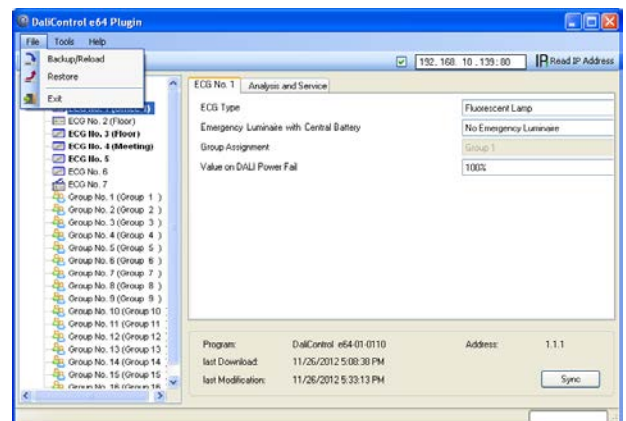 DaliControl e64 Plugin
File Tools Help
Backup/Reload
Restore
Exit
192. 168. 10 . 139 : 80 IP Read IP Address
ECG No. 1 Analysis and Service
ECG Type Fluorescent Lamp
Emergency Luminaire with Central Battery No Emergency Luminaire
Group Assignment Group 1
Value on DALI Power Fail 100%
ECG No. 2 (Floor)
ECG No. 3 (Floor)
ECG No. 4 (Meeting)
ECG No. 5
ECG No. 6
ECG No. 7
Group No. 1 (Group 1 )
Group No. 2 (Group 2 )
Group No. 3 (Group 3 )
Group No. 4 (Group 4 )
Group No. 5 (Group 5 )
Group No. 6 (Group 6 )
Group No. 7 (Group 7 )
Group No. 8 (Group 8 )
Group No. 9 (Group 9 )
Group No. 10 (Group 10
Group No. 11 (Group 11
Group No. 12 (Group 12
Group No. 13 (Group 13
Group No. 14 (Group 14
Group No. 15 (Group 15
Group No. 16 (Group 16
Program: DaliControl e64-01-0110 Address: 1.1.1
last Download: 11/26/2012 5:08:38 PM
last Modification: 11/26/2012 5:33:13 PM
Sync